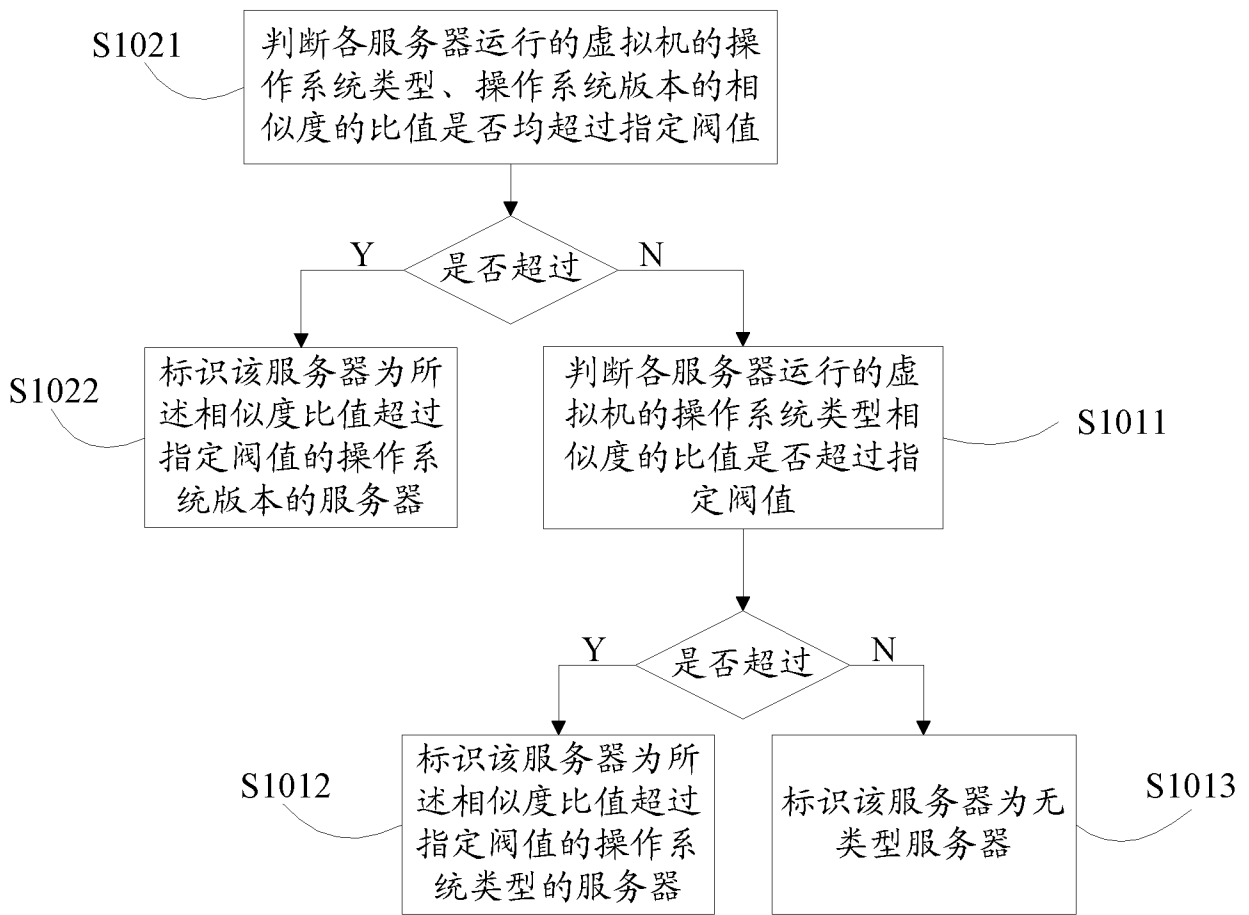 S1021
判断各服务器运行的虚拟机的操
作系统类型、操作系统版本的相
似度的比值是否均超过指定阀值
Y
是否超过
N
S1022
标识该服务器为所
述相似度比值超过
指定阀值的操作系
统版本的服务器
判断各服务器运行的虚
拟机的操作系统类型相
似度的比值是否超过指
定阀值
S1011
Y
是否超过
N
S1012
标识该服务器为所
述相似度比值超过
指定阀值的操作系
统类型的服务器
标识该服务器为无
类型服务器
S1013